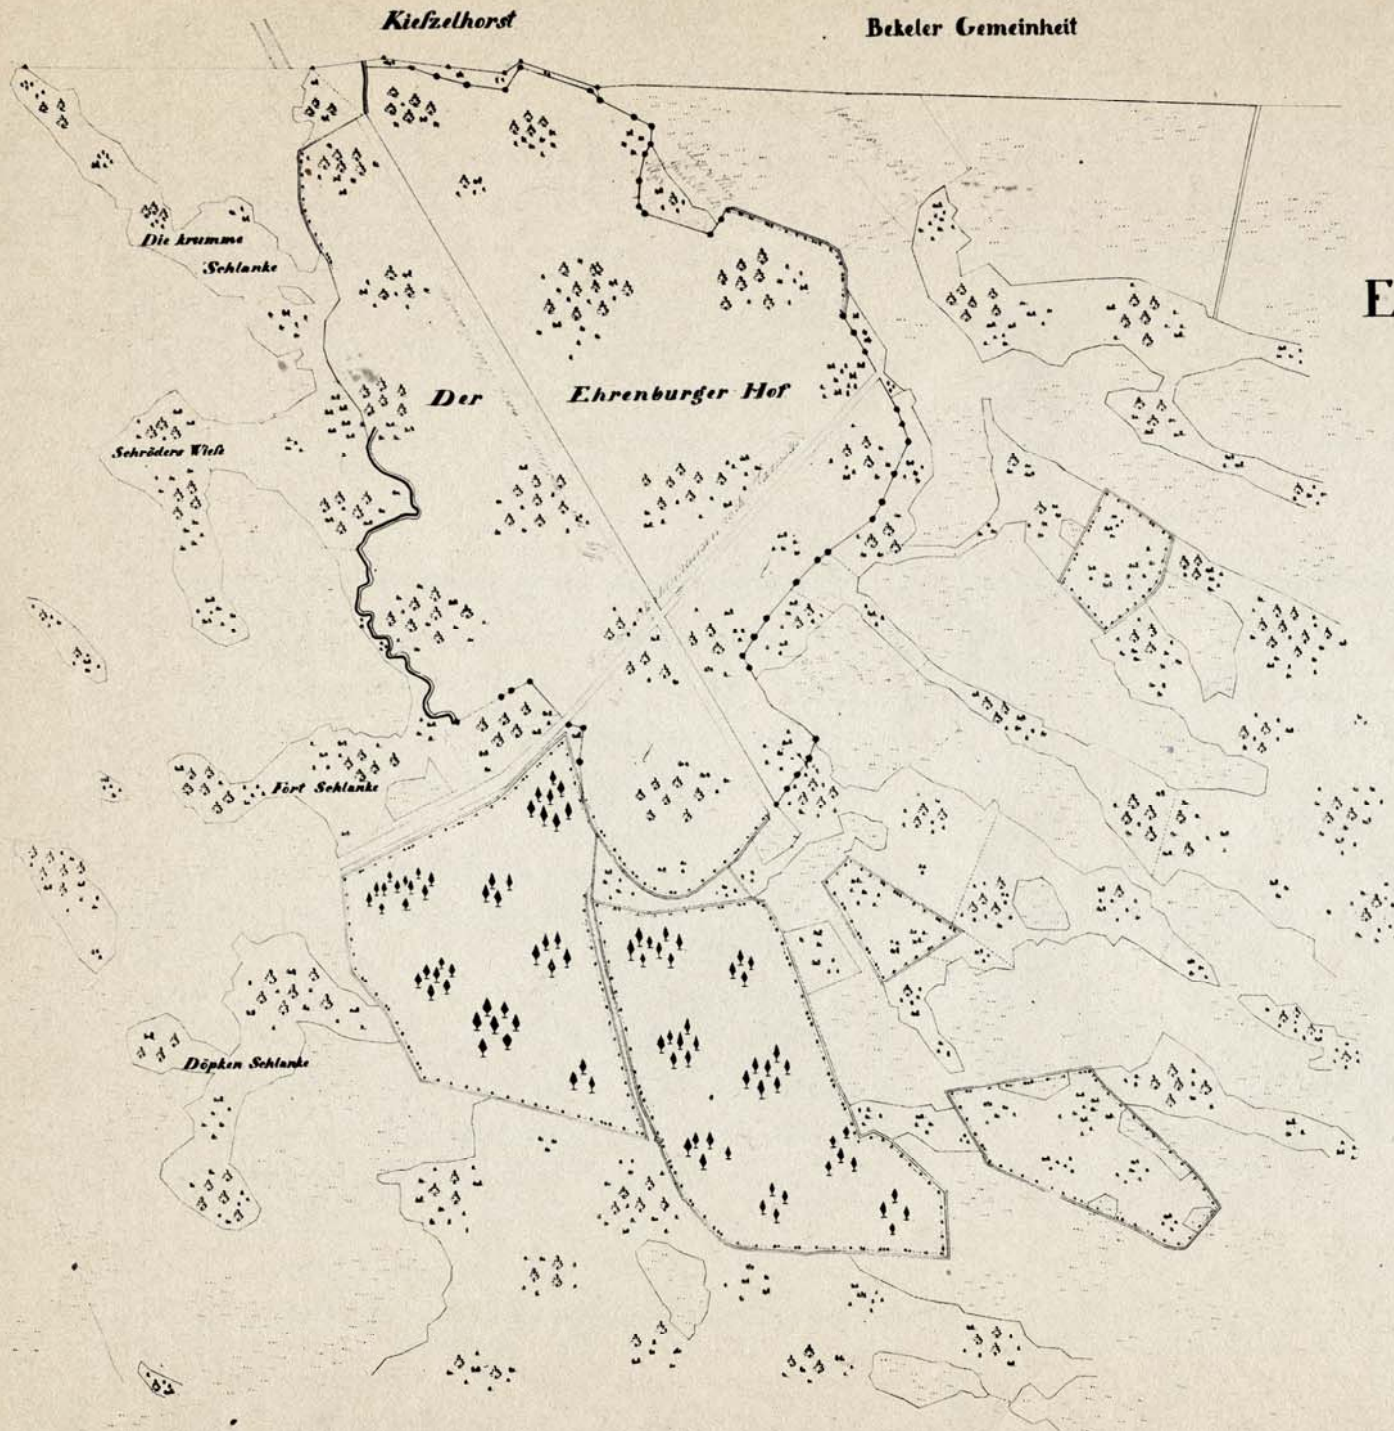 Kieſzelhorst
Bekeler Gemeinheit
Die krumme
Schlanke
E
Der Ehrenburger Hof
Schröders Wieſe
Fört Schlanke
Döpken Schlanke